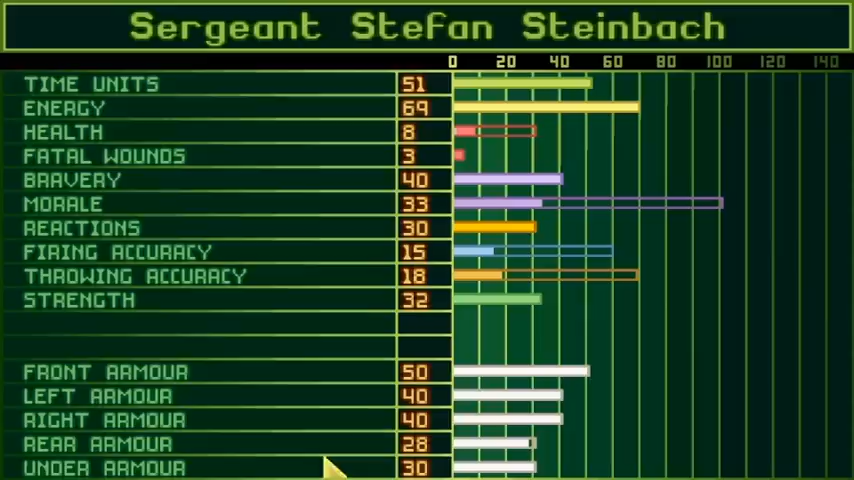 Sergeant Stefan Steinbach
0 20 40 60 80 100 120 140
TIME UNITS 51
ENERGY 69
HEALTH 8
FATAL WOUNDS 3
BRAVERY 40
MORALE 33
REACTIONS 30
FIRING ACCURACY 15
THROWING ACCURACY 18
STRENGTH 32
FRONT ARMOUR 50
LEFT ARMOUR 40
RIGHT ARMOUR 40
REAR ARMOUR 28
UNDER ARMOUR 30